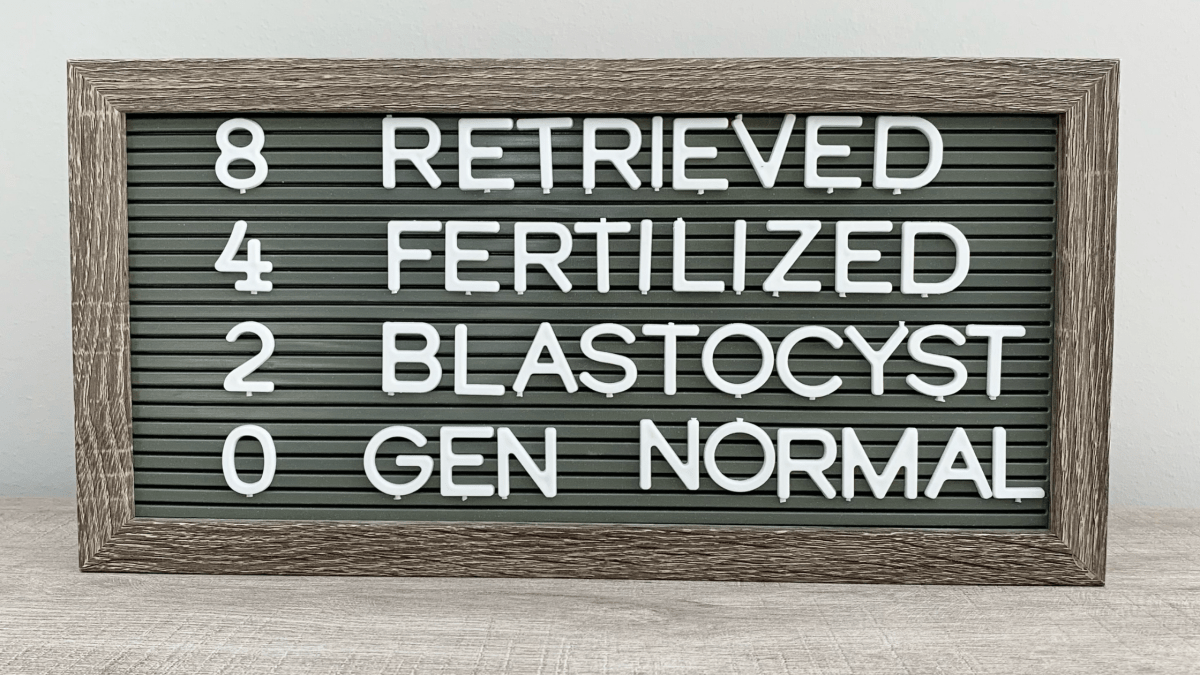 8 RETRIEVED
4 FERTILIZED
2 BLASTOCYST
0 GEN NORMAL